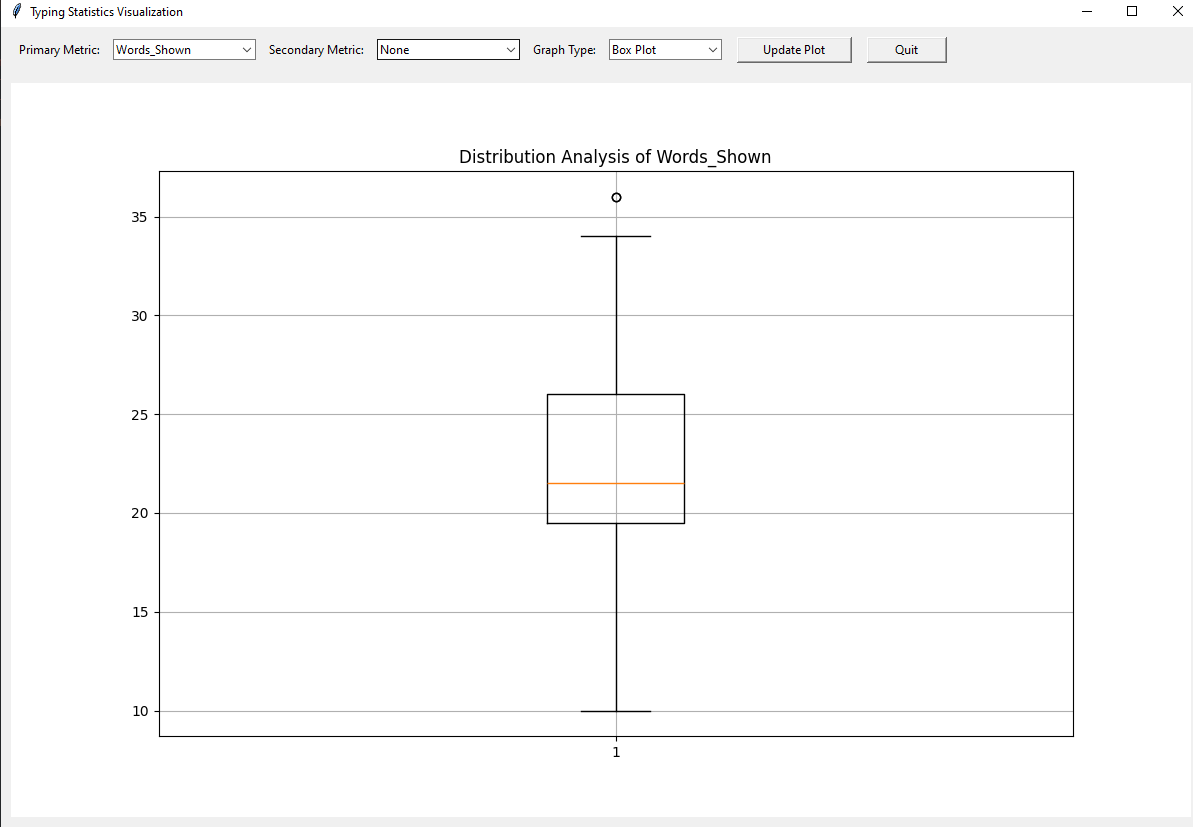 Typing Statistics Visualization
Primary Metric: Words_Shown Secondary Metric: None Graph Type: Box Plot Update Plot Quit
Distribution Analysis of Words_Shown
35
30
25
20
15
10
1